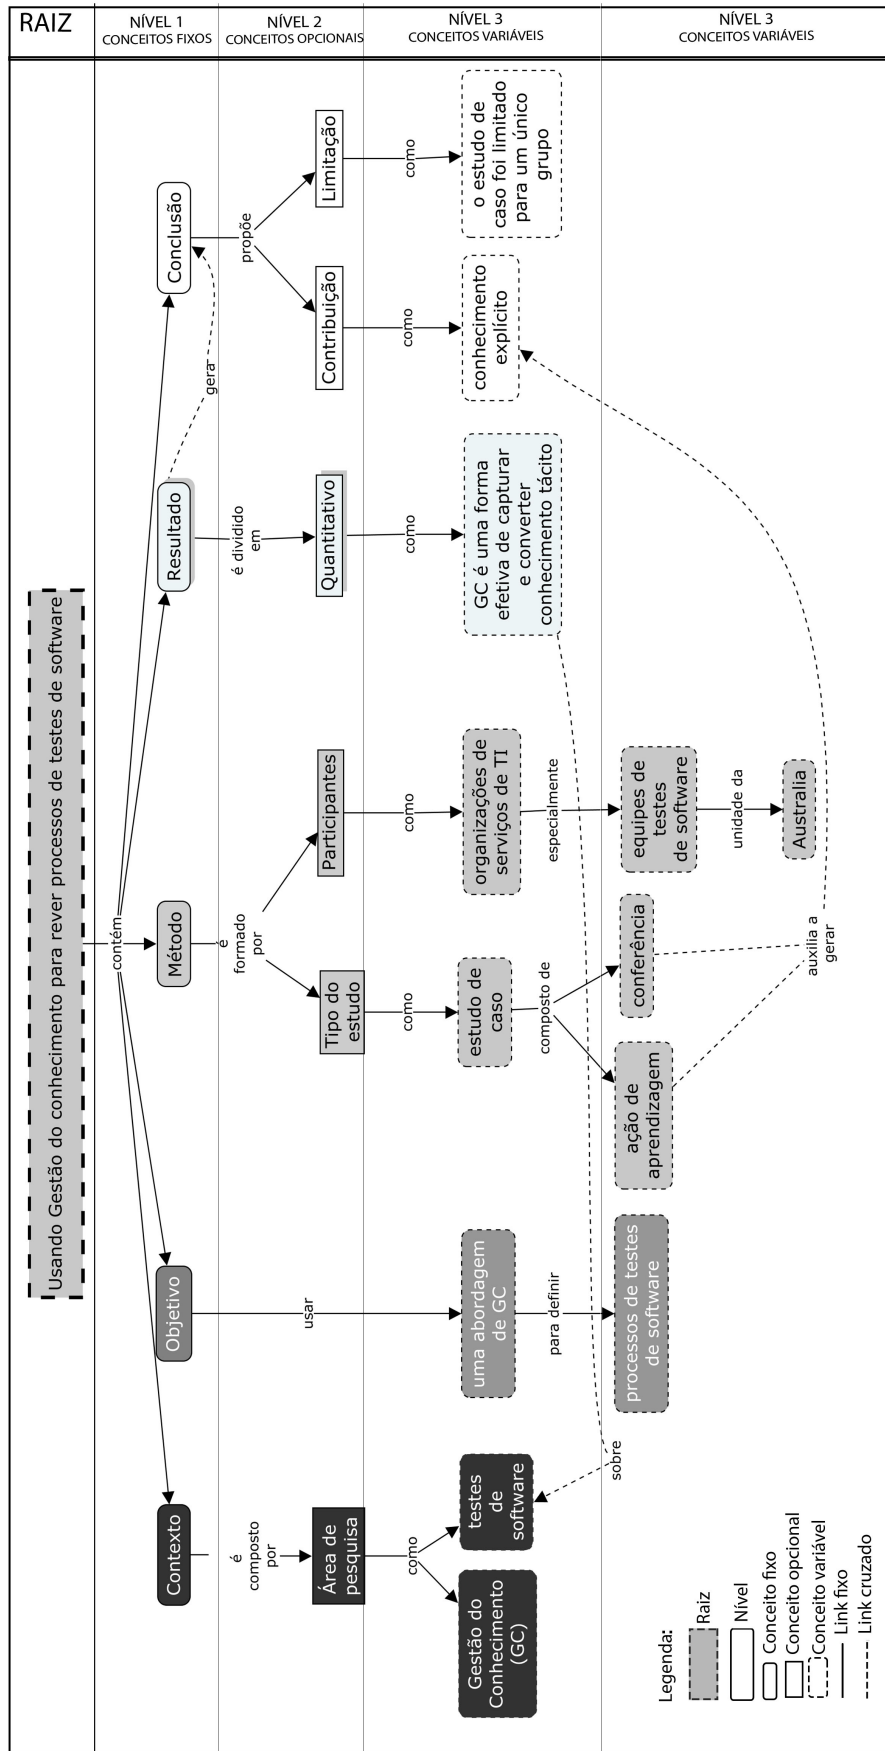 RAIZ
NÍVEL 1
CONCEITOS FIXOS
NÍVEL 2
CONCEITOS OPCIONAIS
NÍVEL 3
CONCEITOS VARIÁVEIS
NÍVEL 3
CONCEITOS VARIÁVEIS
Usando Gestão do conhecimento para rever processos de testes de software
contém
Contexto
Objetivo
Método
Resultado
gera
Conclusão
é
composto
por
usar
é
formado
por
é dividido
em
propõe
Área de
pesquisa
Tipo do
estudo
Participantes
Quantitativo
Contribuição
Limitação
como
como
como
como
como
como
Gestão do
Conhecimento
(GC)
testes
de
software
uma abordagem
de GC
estudo de
caso
organizações de
serviços de TI
GC é uma forma
efetiva de capturar
e converter
conhecimento tácito
conhecimento
explícito
o estudo de
caso foi limitado
para um único
grupo
para definir
composto de
especialmente
sobre
processos de testes
de software
ação de
aprendizagem
conferência
equipes de
testes
de software
unidade da
Australia
auxilia a
gerar
Legenda:
Raiz
Nível
Conceito fixo
Conceito opcional
Conceito variável
Link fixo
Link cruzado